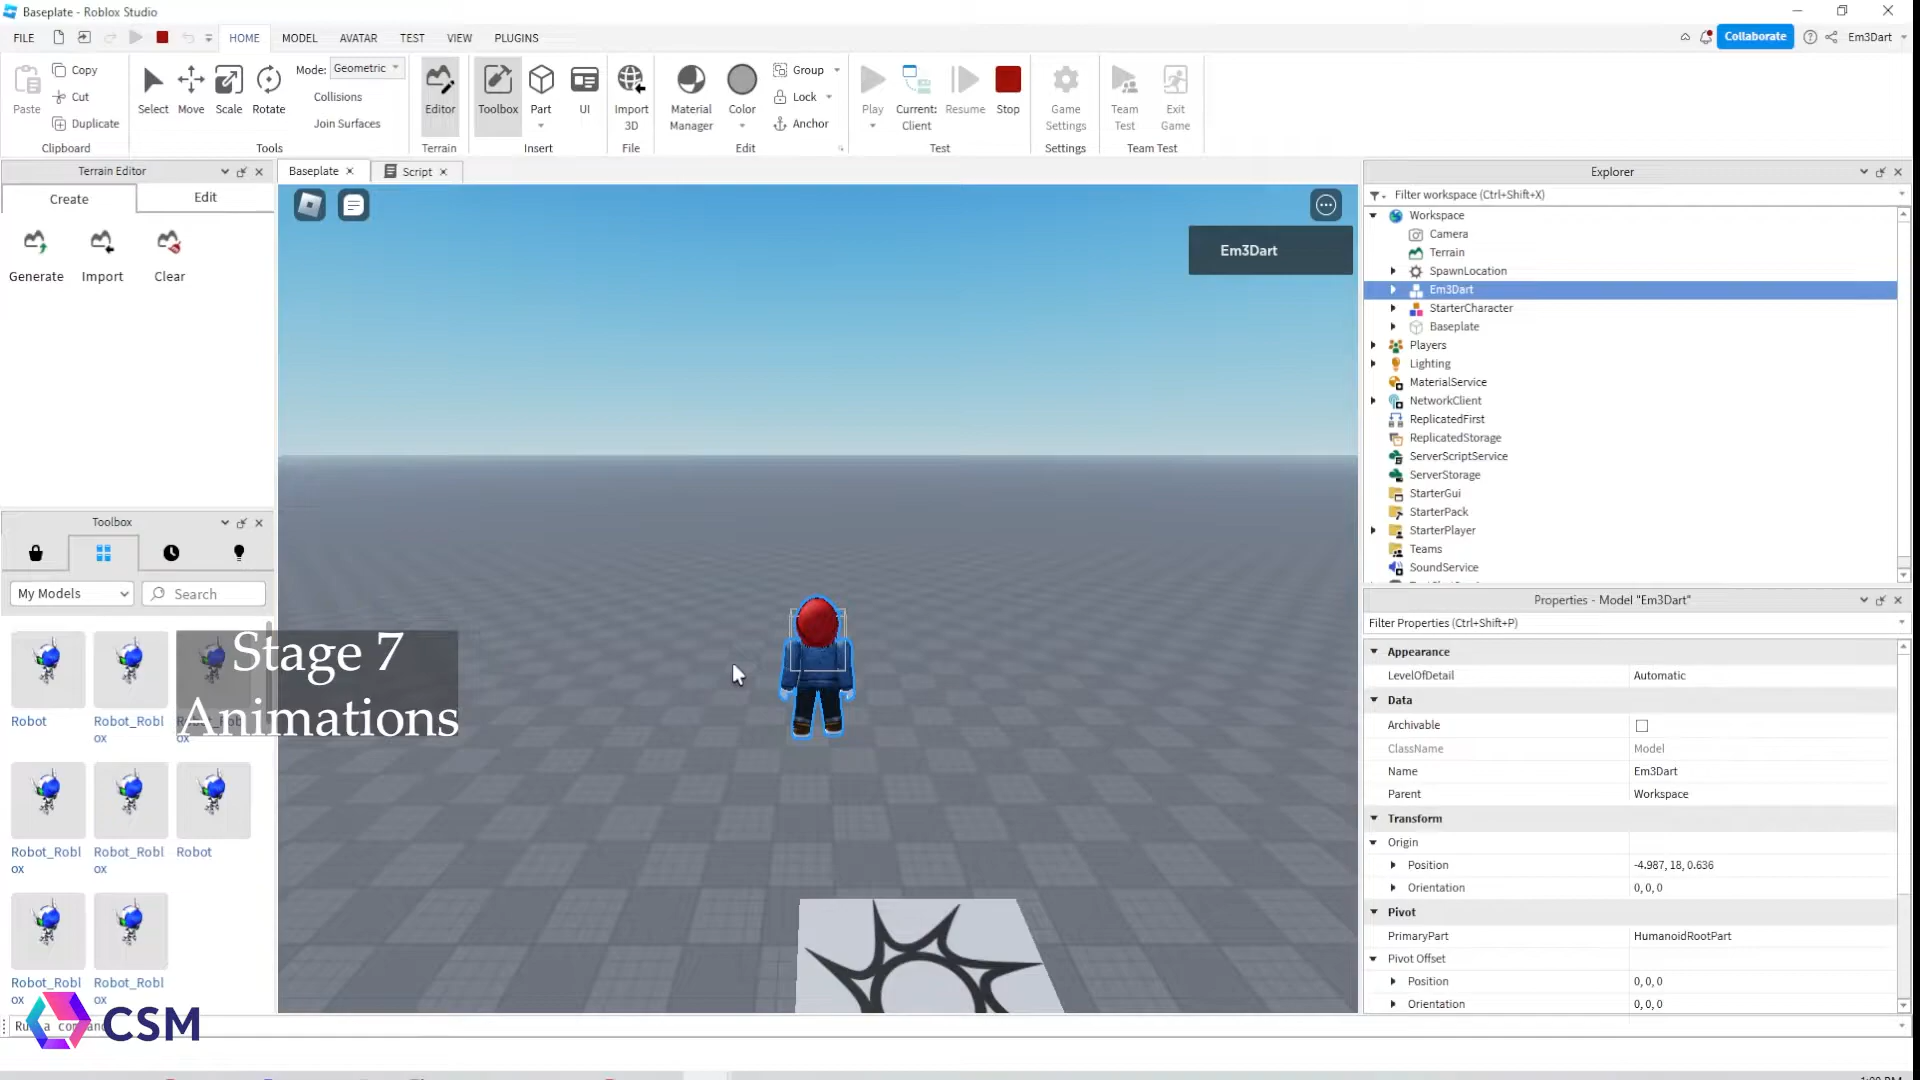 Baseplate - Roblox Studio
FILE HOME MODEL AVATAR TEST VIEW PLUGINS Collaborate Em3Dart
Paste Copy Cut Duplicate
Clipboard
Select Move Scale Rotate
Mode: Geometric
Collisions
Join Surfaces
Tools
Editor
Terrain
Toolbox Part UI
Insert
Import 3D
File
Material Manager Color
Group
Lock
Anchor
Edit
Play Current: Client Resume Stop
Test
Game Settings
Settings
Team Test Exit Game
Team Test
Terrain Editor
Create Edit
Generate Import Clear
Baseplate Script
Em3Dart
Toolbox
My Models Search
Robot Robot_Robl ox Robot_Robl ox
Robot_Robl ox Robot_Robl ox Robot
Robot_Robl ox Robot_Robl ox
Stage 7
Animations
CSM
Explorer
Filter workspace (Ctrl+Shift+X)
Workspace
Camera
Terrain
SpawnLocation
Em3Dart
StarterCharacter
Baseplate
Players
Lighting
MaterialService
NetworkClient
ReplicatedFirst
ReplicatedStorage
ServerScriptService
ServerStorage
StarterGui
StarterPack
StarterPlayer
Teams
SoundService
Properties - Model "Em3Dart"
Filter Properties (Ctrl+Shift+P)
Appearance
LevelOfDetail Automatic
Data
Archivable
ClassName Model
Name Em3Dart
Parent Workspace
Transform
Origin
Position -4.987, 18, 0.636
Orientation 0, 0, 0
Pivot
PrimaryPart HumanoidRootPart
Pivot Offset
Position 0, 0, 0
Orientation 0, 0, 0